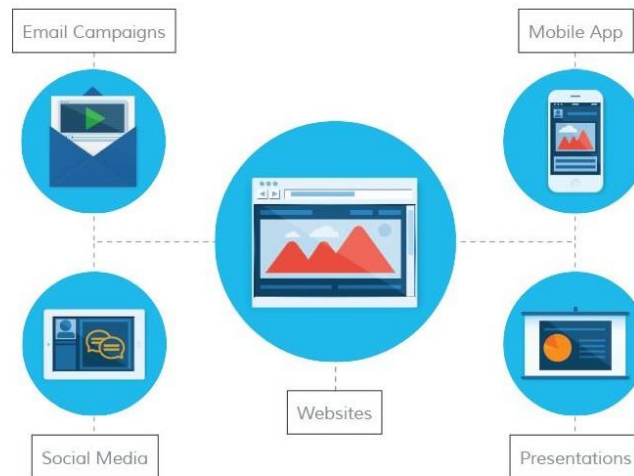 Email Campaigns
Mobile App
Websites
Social Media
Presentations